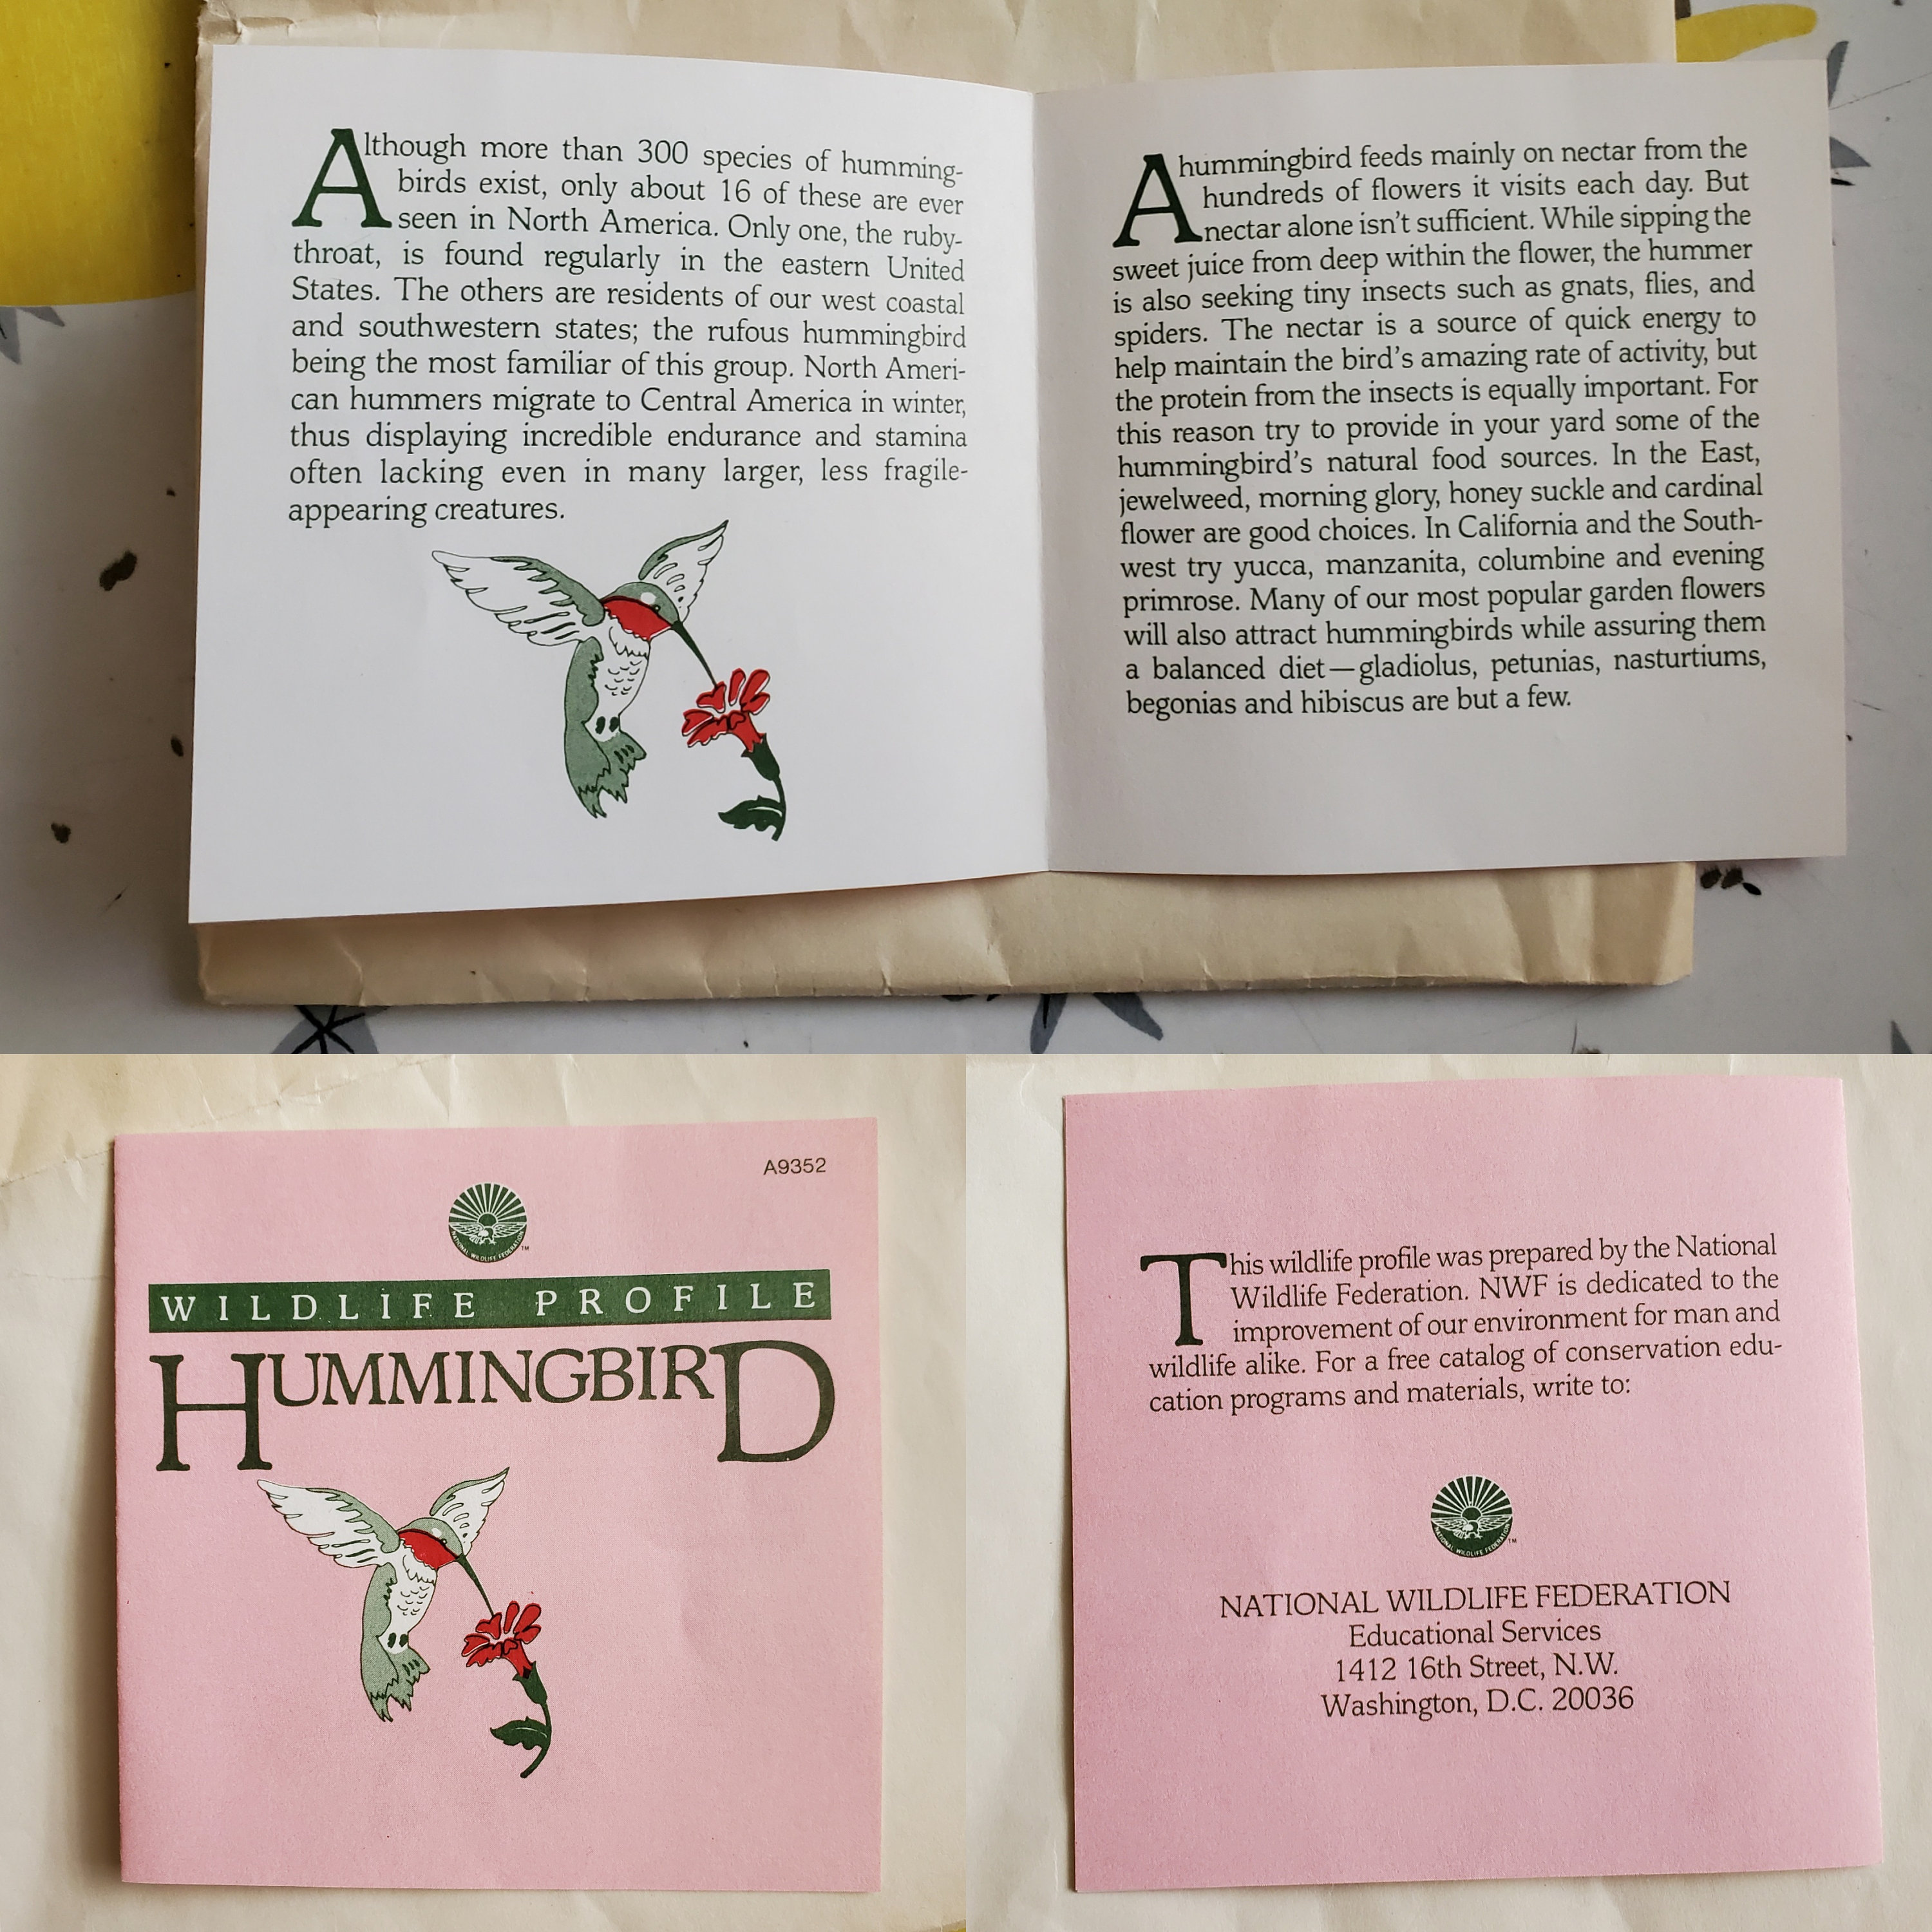 Although more than 300 species of humming-
birds exist, only about 16 of these are ever
seen in North America. Only one, the ruby-
throat, is found regularly in the eastern United
States. The others are residents of our west coastal
and southwestern states; the rufous hummingbird
being the most familiar of this group. North Ameri-
can hummers migrate to Central America in winter,
thus displaying incredible endurance and stamina
often lacking even in many larger, less fragile-
appearing creatures.
A hummingbird feeds mainly on nectar from the
hundreds of flowers it visits each day. But
nectar alone isn't sufficient. While sipping the
sweet juice from deep within the flower, the hummer
is also seeking tiny insects such as gnats, flies, and
spiders. The nectar is a source of quick energy to
help maintain the bird's amazing rate of activity, but
the protein from the insects is equally important. For
this reason try to provide in your yard some of the
hummingbird's natural food sources. In the East,
jewelweed, morning glory, honey suckle and cardinal
flower are good choices. In California and the South-
west try yucca, manzanita, columbine and evening
primrose. Many of our most popular garden flowers
will also attract hummingbirds while assuring them
a balanced diet—gladiolus, petunias, nasturtiums,
begonias and hibiscus are but a few.
A9352
NATIONAL WILDLIFE FEDERATION TM
WILDLIFE PROFILE
HUMMINGBIRD
This wildlife profile was prepared by the National
Wildlife Federation. NWF is dedicated to the
improvement of our environment for man and
wildlife alike. For a free catalog of conservation edu-
cation programs and materials, write to:
NATIONAL WILDLIFE FEDERATION TM
NATIONAL WILDLIFE FEDERATION
Educational Services
1412 16th Street, N.W.
Washington, D.C. 20036